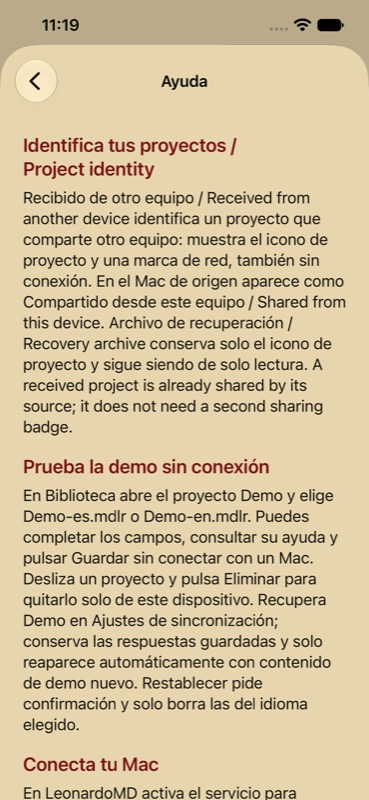 11:19
Ayuda
Identifica tus proyectos /
Project identity
Recibido de otro equipo / Received from
another device identifica un proyecto que
comparte otro equipo: muestra el icono de
proyecto y una marca de red, también sin
conexión. En el Mac de origen aparece como
Compartido desde este equipo / Shared from
this device. Archivo de recuperación /
Recovery archive conserva solo el icono de
proyecto y sigue siendo de solo lectura. A
received project is already shared by its
source; it does not need a second sharing
badge.
Prueba la demo sin conexión
En Biblioteca abre el proyecto Demo y elige
Demo-es.mdlr o Demo-en.mdlr. Puedes
completar los campos, consultar su ayuda y
pulsar Guardar sin conectar con un Mac.
Desliza un proyecto y pulsa Eliminar para
quitarlo solo de este dispositivo. Recupera
Demo en Ajustes de sincronización;
conserva las respuestas guardadas y solo
reaparece automáticamente con contenido
de demo nuevo. Restablecer pide
confirmación y solo borra las del idioma
elegido.
Conecta tu Mac
En LeonardoMD activa el servicio para